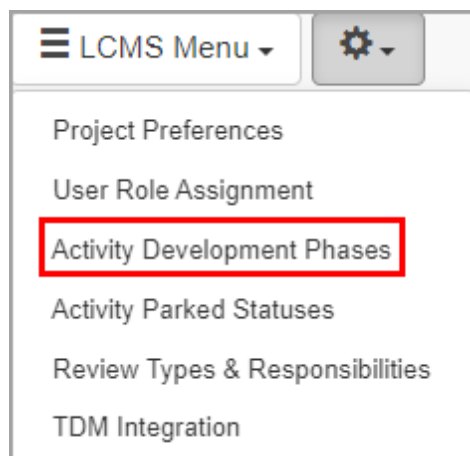 LCMS Menu
Project Preferences
User Role Assignment
Activity Development Phases
Activity Parked Statuses
Review Types & Responsibilities
TDM Integration